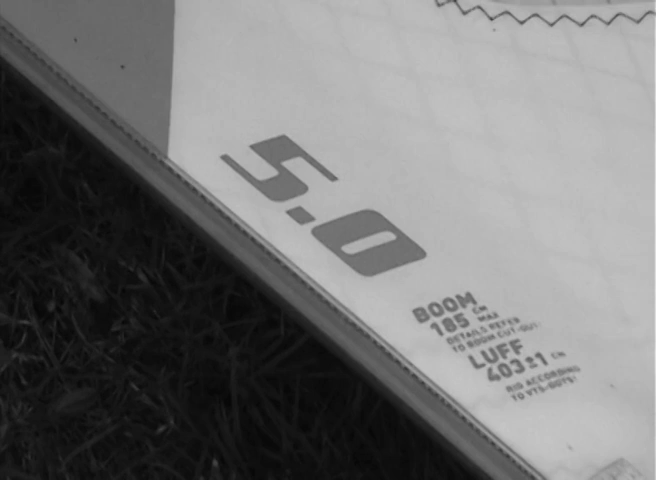 5.0
BOOM CM
185 MAX
DETAILS REFER
TO BOOM CUT-OUT!
LUFF
403±1 CM
RIG ACCORDING
TO VTS-DOTS!